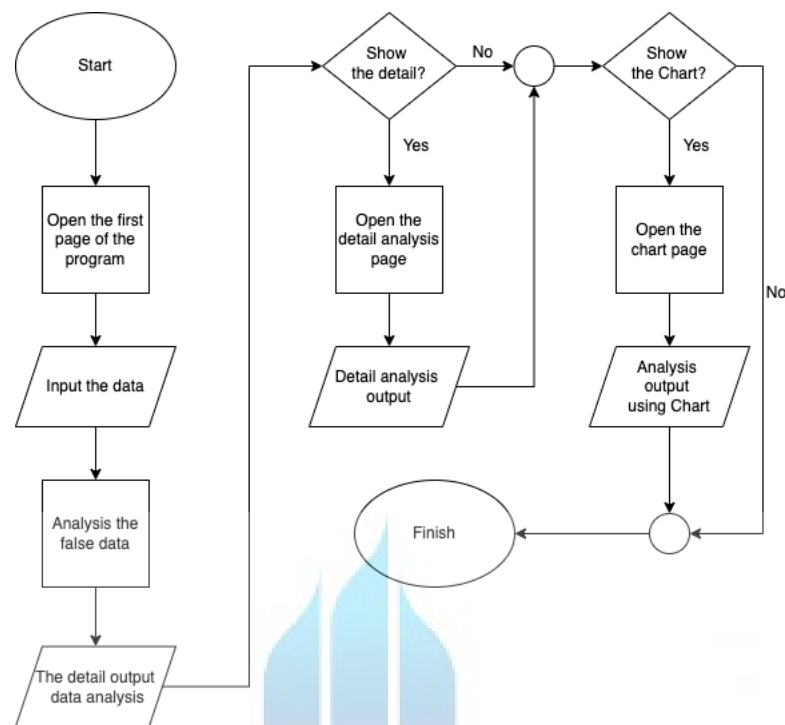 Start
Open the first
page of the
program
Input the data
Analysis the
false data
The detail output
data analysis
Show
the detail?
No
Yes
Open the
detail analysis
page
Detail analysis
output
Show
the Chart?
Yes
No
Open the
chart page
Analysis
output
using Chart
Finish